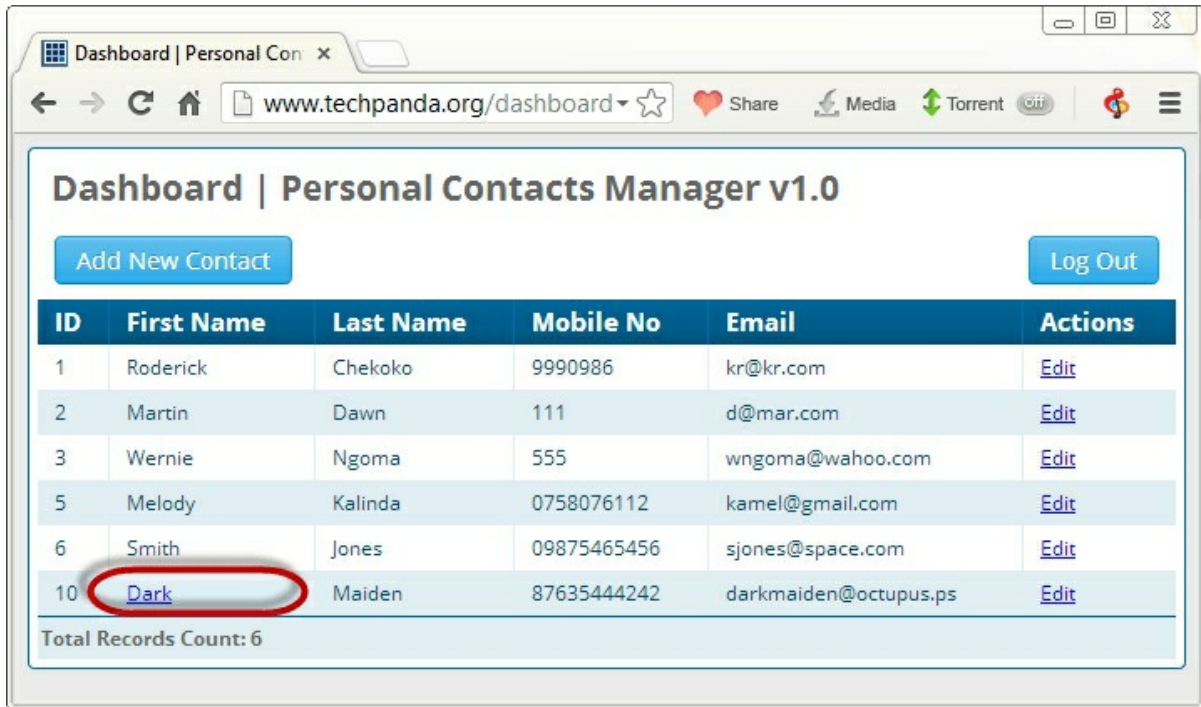 Dashboard | Personal Con
www.techpanda.org/dashboard Share Media Torrent off
Dashboard | Personal Contacts Manager v1.0
Add New Contact Log Out
ID First Name Last Name Mobile No Email Actions
1 Roderick Chekoko 9990986 kr@kr.com Edit
2 Martin Dawn 111 d@mar.com Edit
3 Wernie Ngoma 555 wngoma@wahoo.com Edit
5 Melody Kalinda 0758076112 kamel@gmail.com Edit
6 Smith Jones 09875465456 sjones@space.com Edit
10 Dark Maiden 87635444242 darkmaiden@octupus.ps Edit
Total Records Count: 6